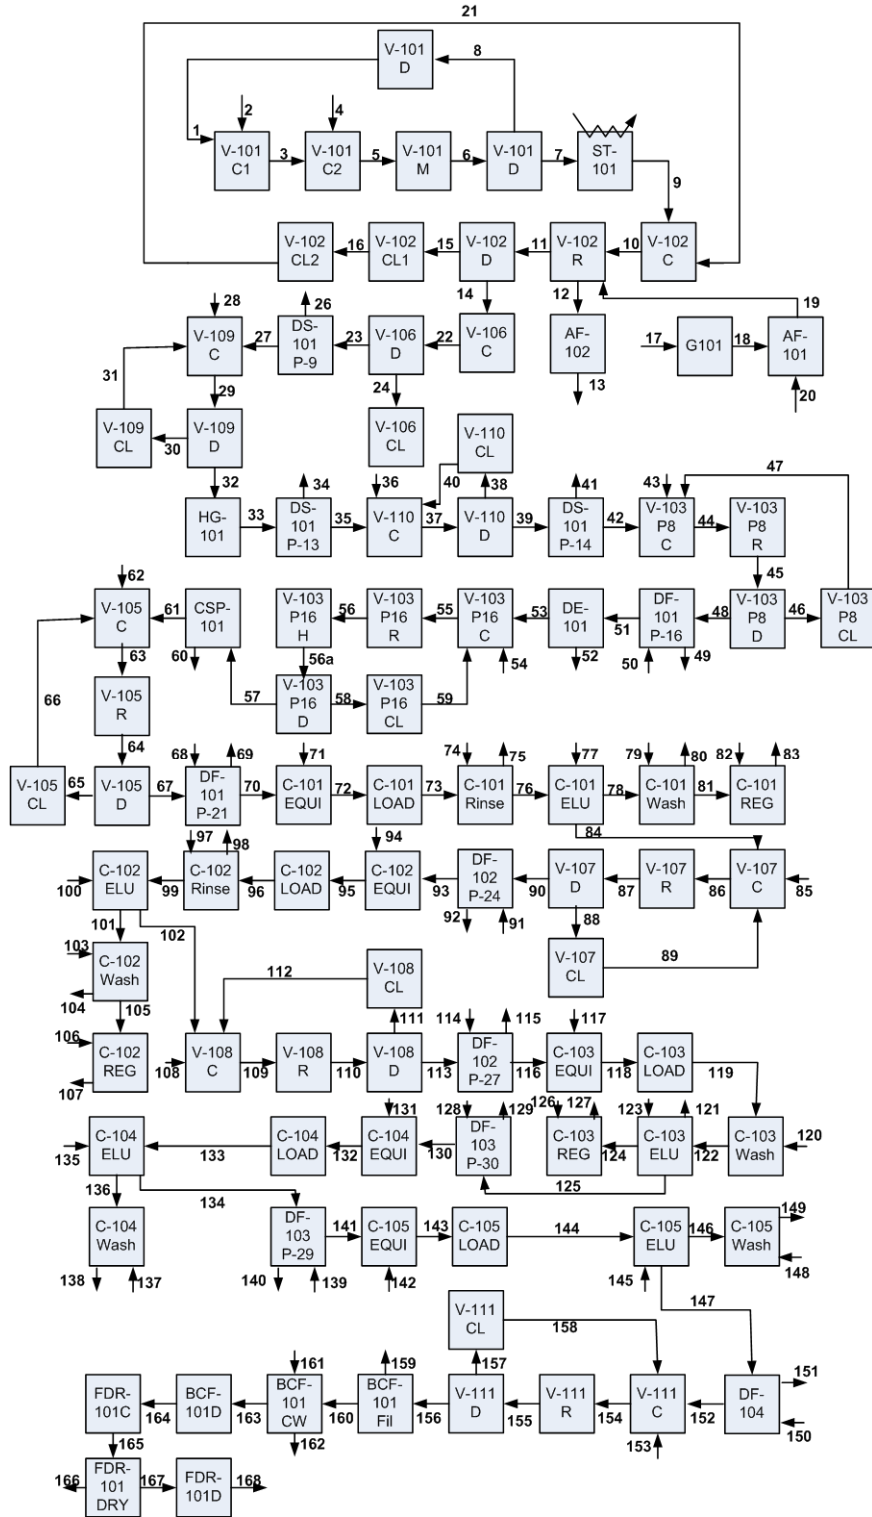 21
V-101
D
8
1
2
4
V-101
C1
3
V-101
C2
5
V-101
M
6
V-101
D
7
ST-
101
9
V-102
CL2
16
V-102
CL1
15
V-102
D
11
V-102
R
10
V-102
C
14
12
19
28
26
V-109
C
27
DS-
101
P-9
23
V-106
D
22
V-106
C
AF-
102
17
G101
18
AF-
101
31
29
24
13
20
V-109
CL
30
V-109
D
V-106
CL
V-110
CL
32
34
36
40
38
41
43
47
HG-
101
33
DS-
101
P-13
35
V-110
C
37
V-110
D
39
DS-
101
P-14
42
V-103
P8
C
44
V-103
P8
R
62
45
V-105
C
61
CSP-
101
V-103
P16
H
56
V-103
P16
R
55
V-103
P16
C
53
DE-
101
51
DF-
101
P-16
48
V-103
P8
D
46
V-103
P8
CL
63
60
56a
54
52
50
49
66
V-105
R
57
V-103
P16
D
58
V-103
P16
CL
59
64
68
69
71
74
75
77
79
80
82
83
V-105
CL
65
V-105
D
67
DF-
101
P-21
70
C-101
EQUI
72
C-101
LOAD
73
C-101
Rinse
76
C-101
ELU
78
C-101
Wash
81
C-101
REG
97
98
94
84
100
C-102
ELU
99
C-102
Rinse
96
C-102
LOAD
95
C-102
EQUI
93
DF-
102
P-24
90
V-107
D
87
V-107
R
86
V-107
C
85
101
102
92
91
88
103
C-102
Wash
104
105
112
V-108
CL
V-107
CL
89
111
114
115
117
106
C-102
REG
107
108
V-108
C
109
V-108
R
110
V-108
D
113
DF-
102
P-27
116
C-103
EQUI
118
C-103
LOAD
119
131
128
129
126
127
123
121
135
C-104
ELU
133
C-104
LOAD
132
C-104
EQUI
130
DF-
103
P-30
C-103
REG
124
C-103
ELU
122
C-103
Wash
120
136
134
125
C-104
Wash
DF-
103
P-29
141
C-105
EQUI
143
C-105
LOAD
144
C-105
ELU
146
C-105
Wash
149
148
138
137
140
139
142
145
147
V-111
CL
158
161
159
157
151
FDR-
101C
164
BCF-
101D
163
BCF-
101
CW
160
BCF-
101
Fil
156
V-111
D
155
V-111
R
154
V-111
C
152
DF-
104
150
165
162
153
166
FDR-
101
DRY
167
FDR-
101D
168